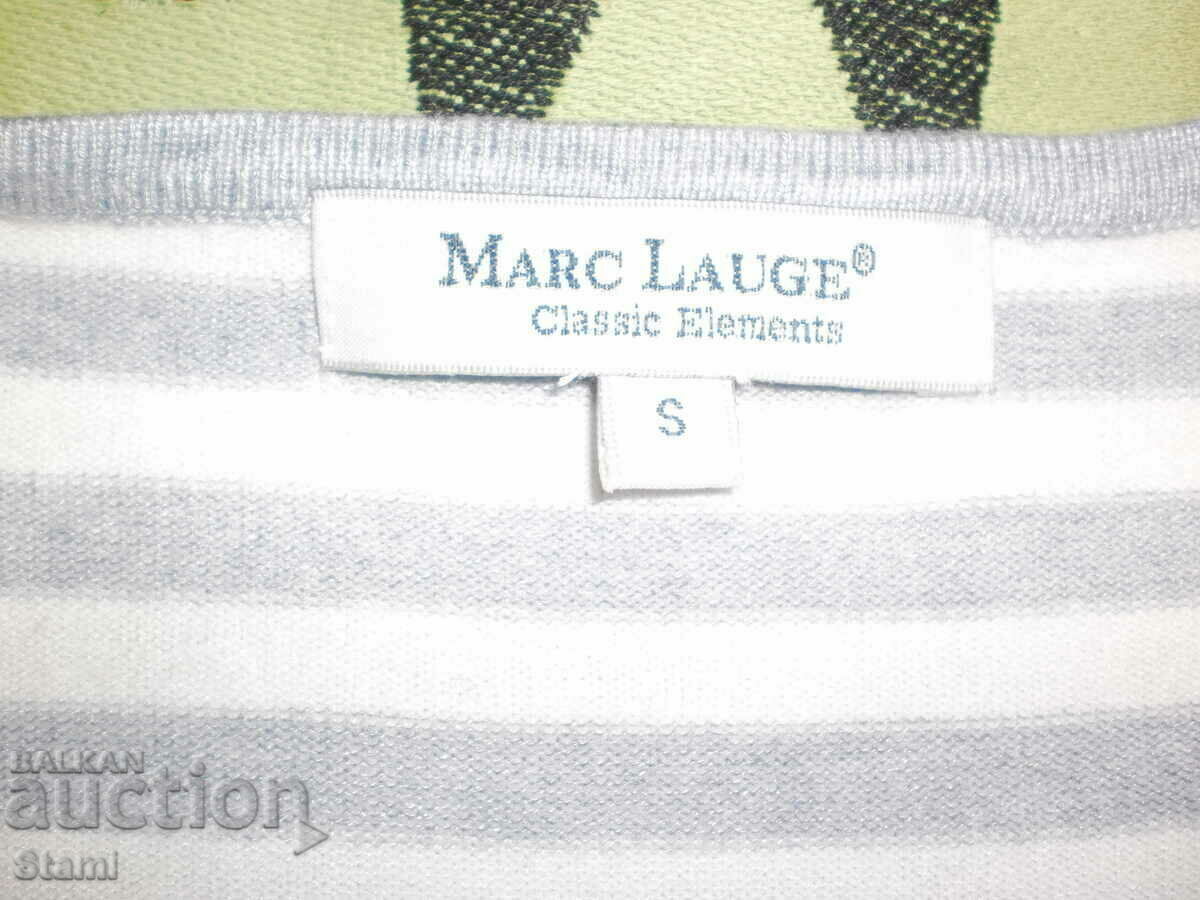 MARC LAUGE®
Classic Elements
S
BALKAN
auction
Stami